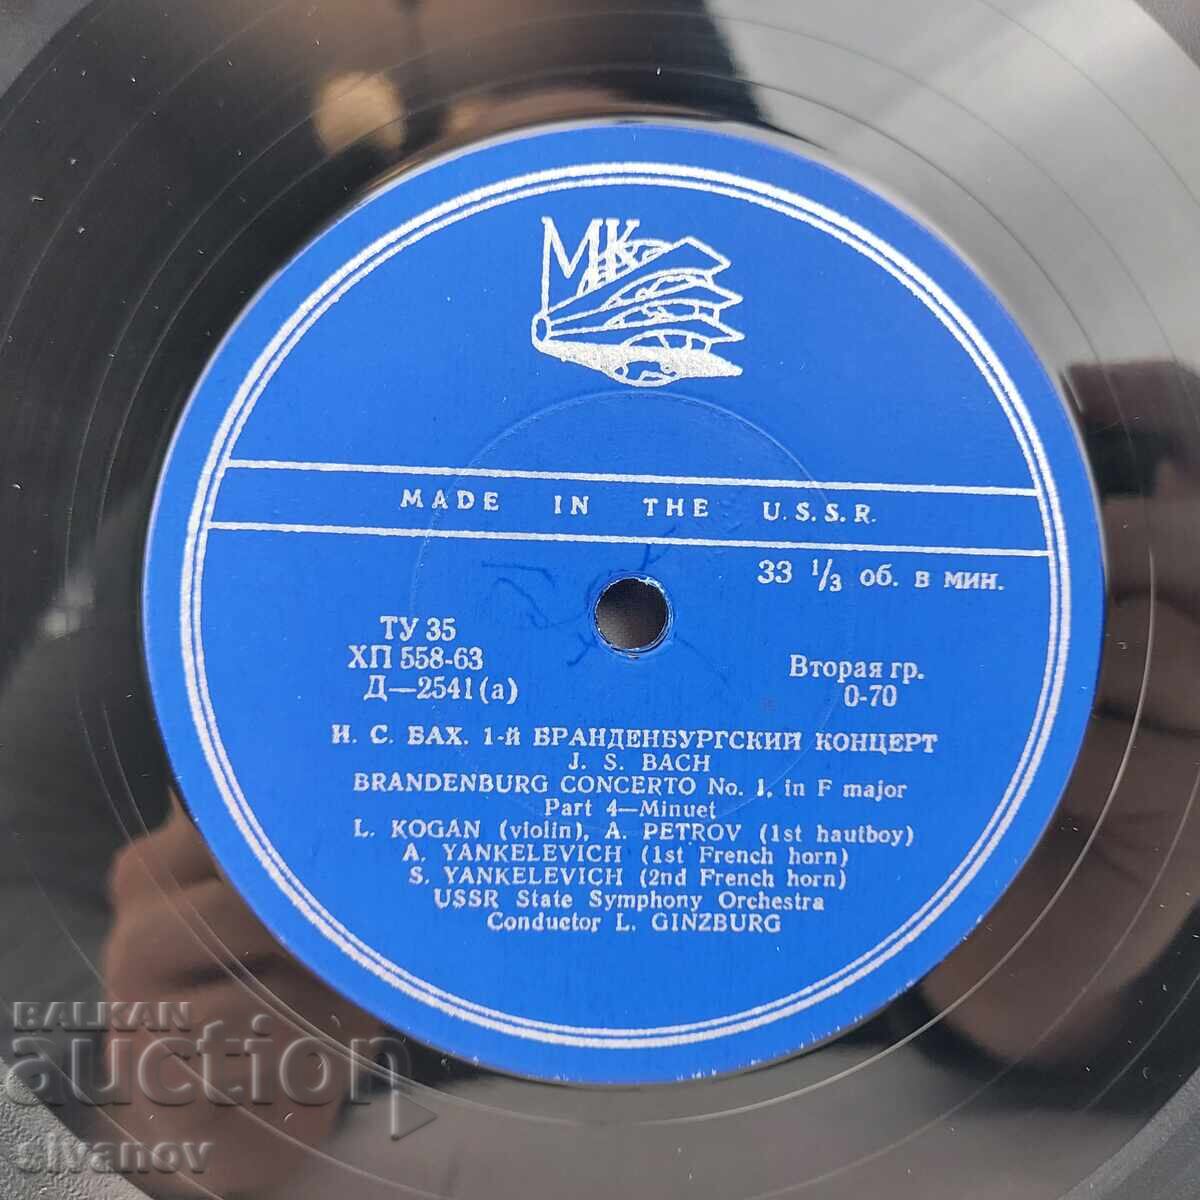 МК
MADE IN THE U.S.S.R.
33 1/3 об. в мин.
ТУ 35
ХП 558-63
Д—2541(а)
Вторая гр.
0-70
И. С. БАХ. 1-й БРАНДЕНБУРГСКИЙ КОНЦЕРТ
J. S. BACH
BRANDENBURG CONCERTO No. 1, in F major
Part 4—Minuet
L. KOGAN (violin), A. PETROV (1st hautboy)
A. YANKELEVICH (1st French horn)
S. YANKELEVICH (2nd French horn)
USSR State Symphony Orchestra
Conductor L. GINZBURG
BALKAN
auction
sivanov